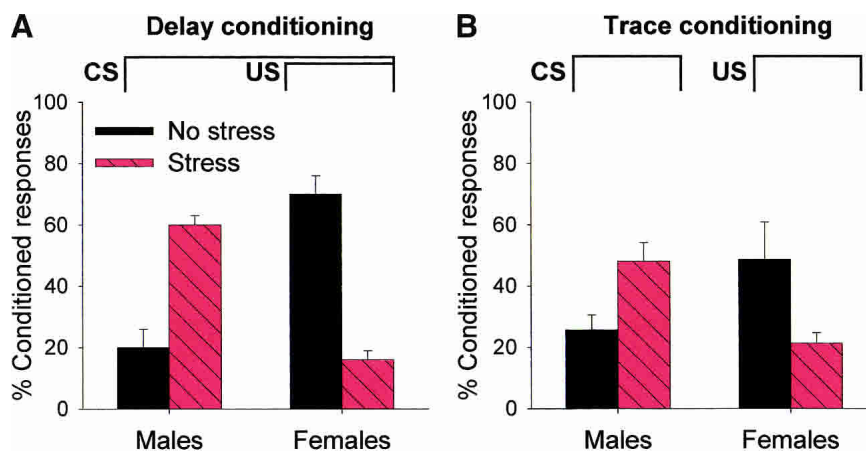 A Delay conditioning
CS US
100
80
60
40
20
0
% Conditioned responses
No stress
Stress
Males Females
B Trace conditioning
CS US
100
80
60
40
20
0
% Conditioned responses
Males Females